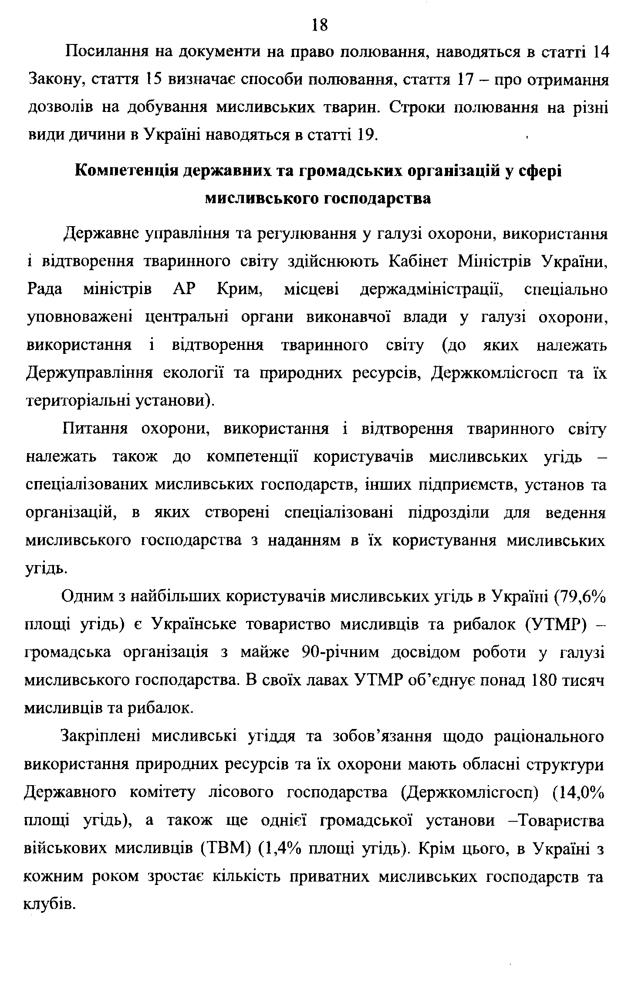 18
Посилання на документи на право полювання, наводяться в статті 14
Закону, стаття 15 визначає способи полювання, стаття 17 – про отримання
дозволів на добування мисливських тварин. Строки полювання на різні
види дичини в Україні наводяться в статті 19.
Компетенція державних та громадських організацій у сфері
мисливського господарства
Державне управління та регулювання у галузі охорони, використання
і відтворення тваринного світу здійснюють Кабінет Міністрів України,
Рада міністрів АР Крим, місцеві держадміністрації, спеціально
уповноважені центральні органи виконавчої влади у галузі охорони,
використання і відтворення тваринного світу (до яких належать
Держуправління екології та природних ресурсів, Держкомлісгосп та їх
територіальні установи).
Питання охорони, використання і відтворення тваринного світу
належать також до компетенції користувачів мисливських угідь –
спеціалізованих мисливських господарств, інших підприємств, установ та
організацій, в яких створені спеціалізовані підрозділи для ведення
мисливського господарства з наданням в їх користування мисливських
угідь.
Одним з найбільших користувачів мисливських угідь в Україні (79,6%
площі угідь) є Українське товариство мисливців та рибалок (УТМР) –
громадська організація з майже 90-річним досвідом роботи у галузі
мисливського господарства. В своїх лавах УТМР об’єднує понад 180 тисяч
мисливців та рибалок.
Закріплені мисливські угіддя та зобов’язання щодо раціонального
використання природних ресурсів та їх охорони мають обласні структури
Державного комітету лісового господарства (Держкомлісгосп) (14,0%
площі угідь), а також ще однієї громадської установи –Товариства
військових мисливців (ТВМ) (1,4% площі угідь). Крім цього, в Україні з
кожним роком зростає кількість приватних мисливських господарств та
клубів.